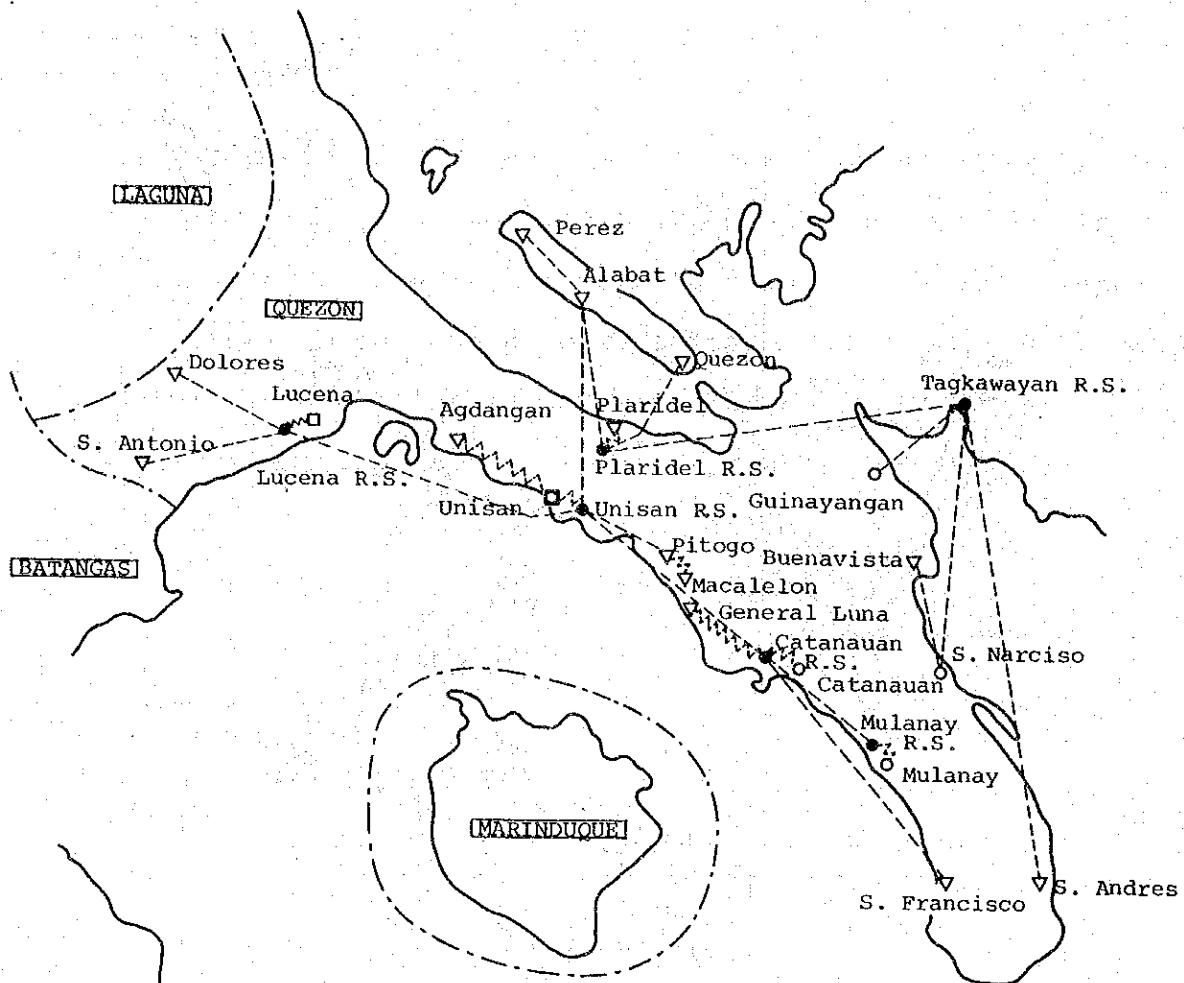 [LAGUNA]
Perez
Alabat
[QUEZON]
Dolores
Quezon
Tagkawayan R.S.
Lucena
Agdangan
Plaridel
S. Antonio
Plaridel R.S.
Lucena R.S.
Guinayangan
Unisan
Unisan R.S.
[BATANGAS]
Pitogo
Buenavista
Macalelon
General Luna
Catanauan
R.S.
S. Narciso
Catanauan
Mulanay
R.S.
Mulanay
[MARINDUQUE]
S. Francisco
S. Andres